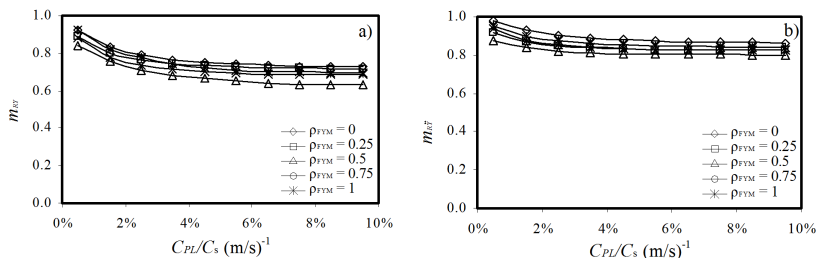 a)
1.0
0.8
0.6
0.4
0.2
0.0
m_RY
0% 2% 4% 6% 8% 10%
C_PL/C_s (m/s)⁻¹
ρFYM = 0
ρFYM = 0.25
ρFYM = 0.5
ρFYM = 0.75
ρFYM = 1
b)
1.0
0.8
0.6
0.4
0.2
0.0
m_RŸ
0% 2% 4% 6% 8% 10%
C_PL/C_s (m/s)⁻¹
ρFYM = 0
ρFYM = 0.25
ρFYM = 0.5
ρFYM = 0.75
ρFYM = 1